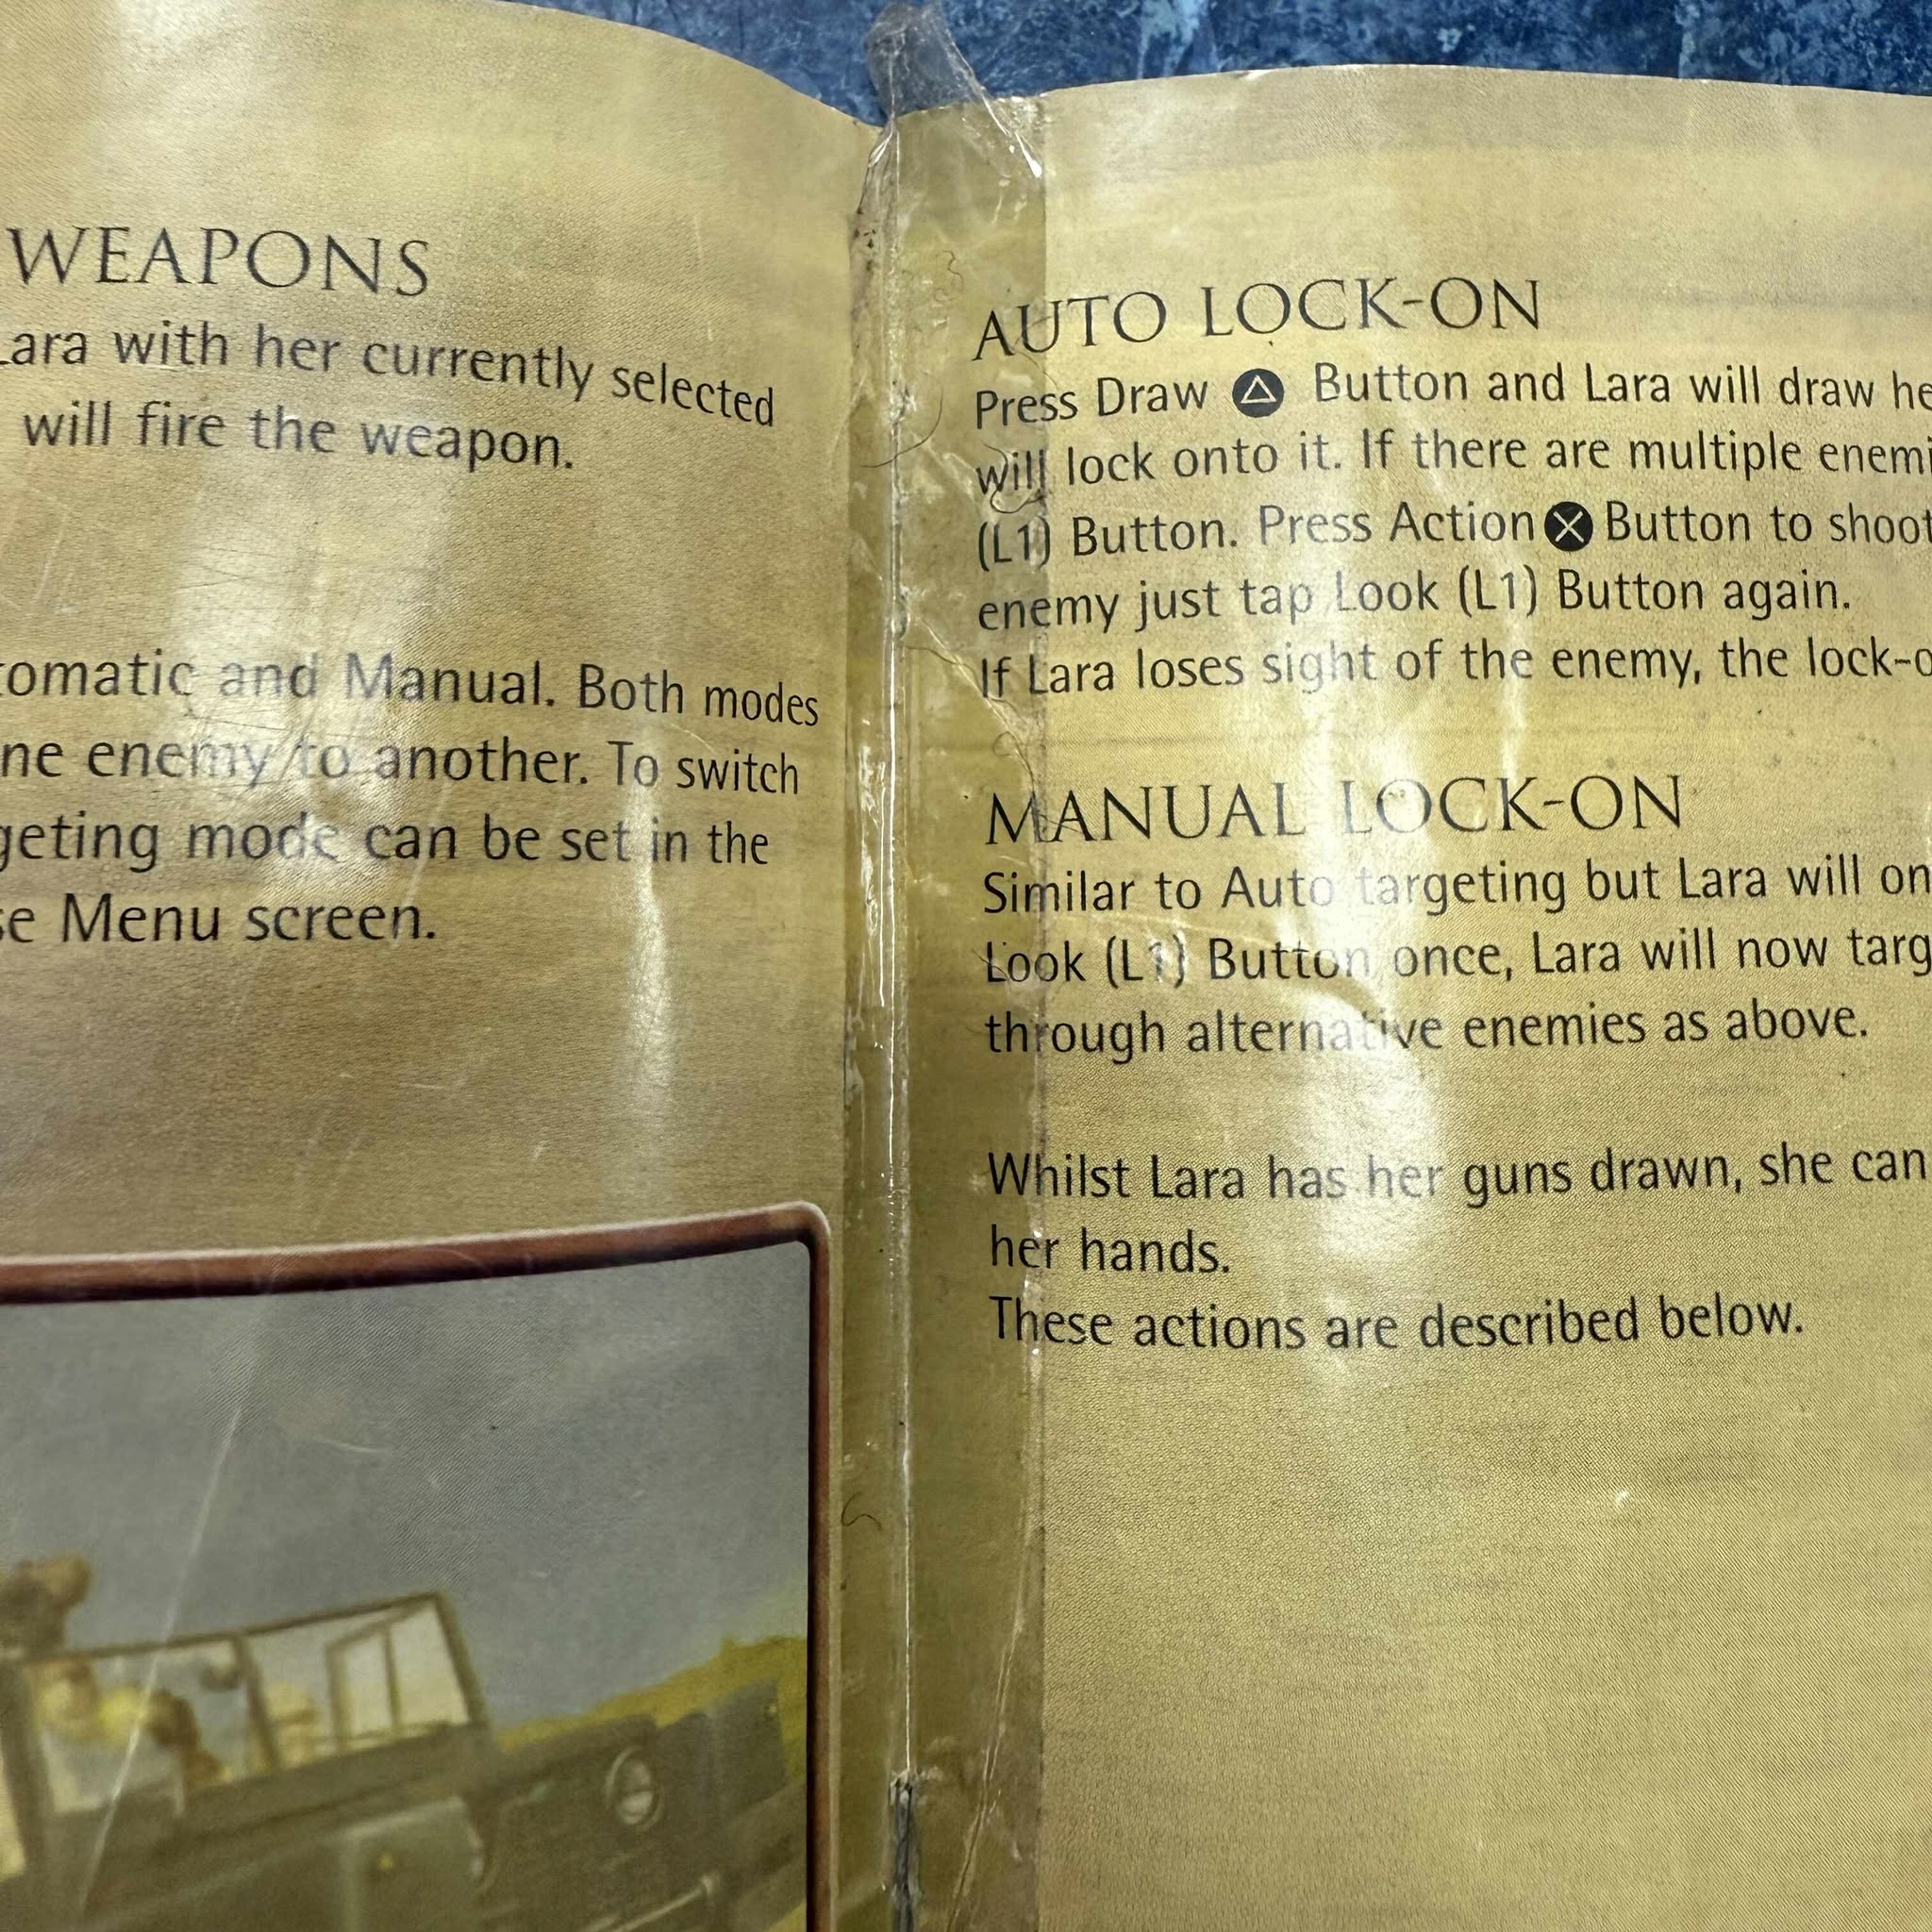 WEAPONS
Lara with her currently selected
will fire the weapon.
tomatic and Manual. Both modes
ne enemy to another. To switch
geting mode can be set in the
se Menu screen.
AUTO LOCK-ON
Press Draw Button and Lara will draw he
will lock onto it. If there are multiple enemi
(L1) Button. Press Action Button to shoot
enemy just tap Look (L1) Button again.
If Lara loses sight of the enemy, the lock-o
MANUAL LOCK-ON
Similar to Auto targeting but Lara will on
Look (L1) Button once, Lara will now targ
through alternative enemies as above.
Whilst Lara has her guns drawn, she can
her hands.
These actions are described below.